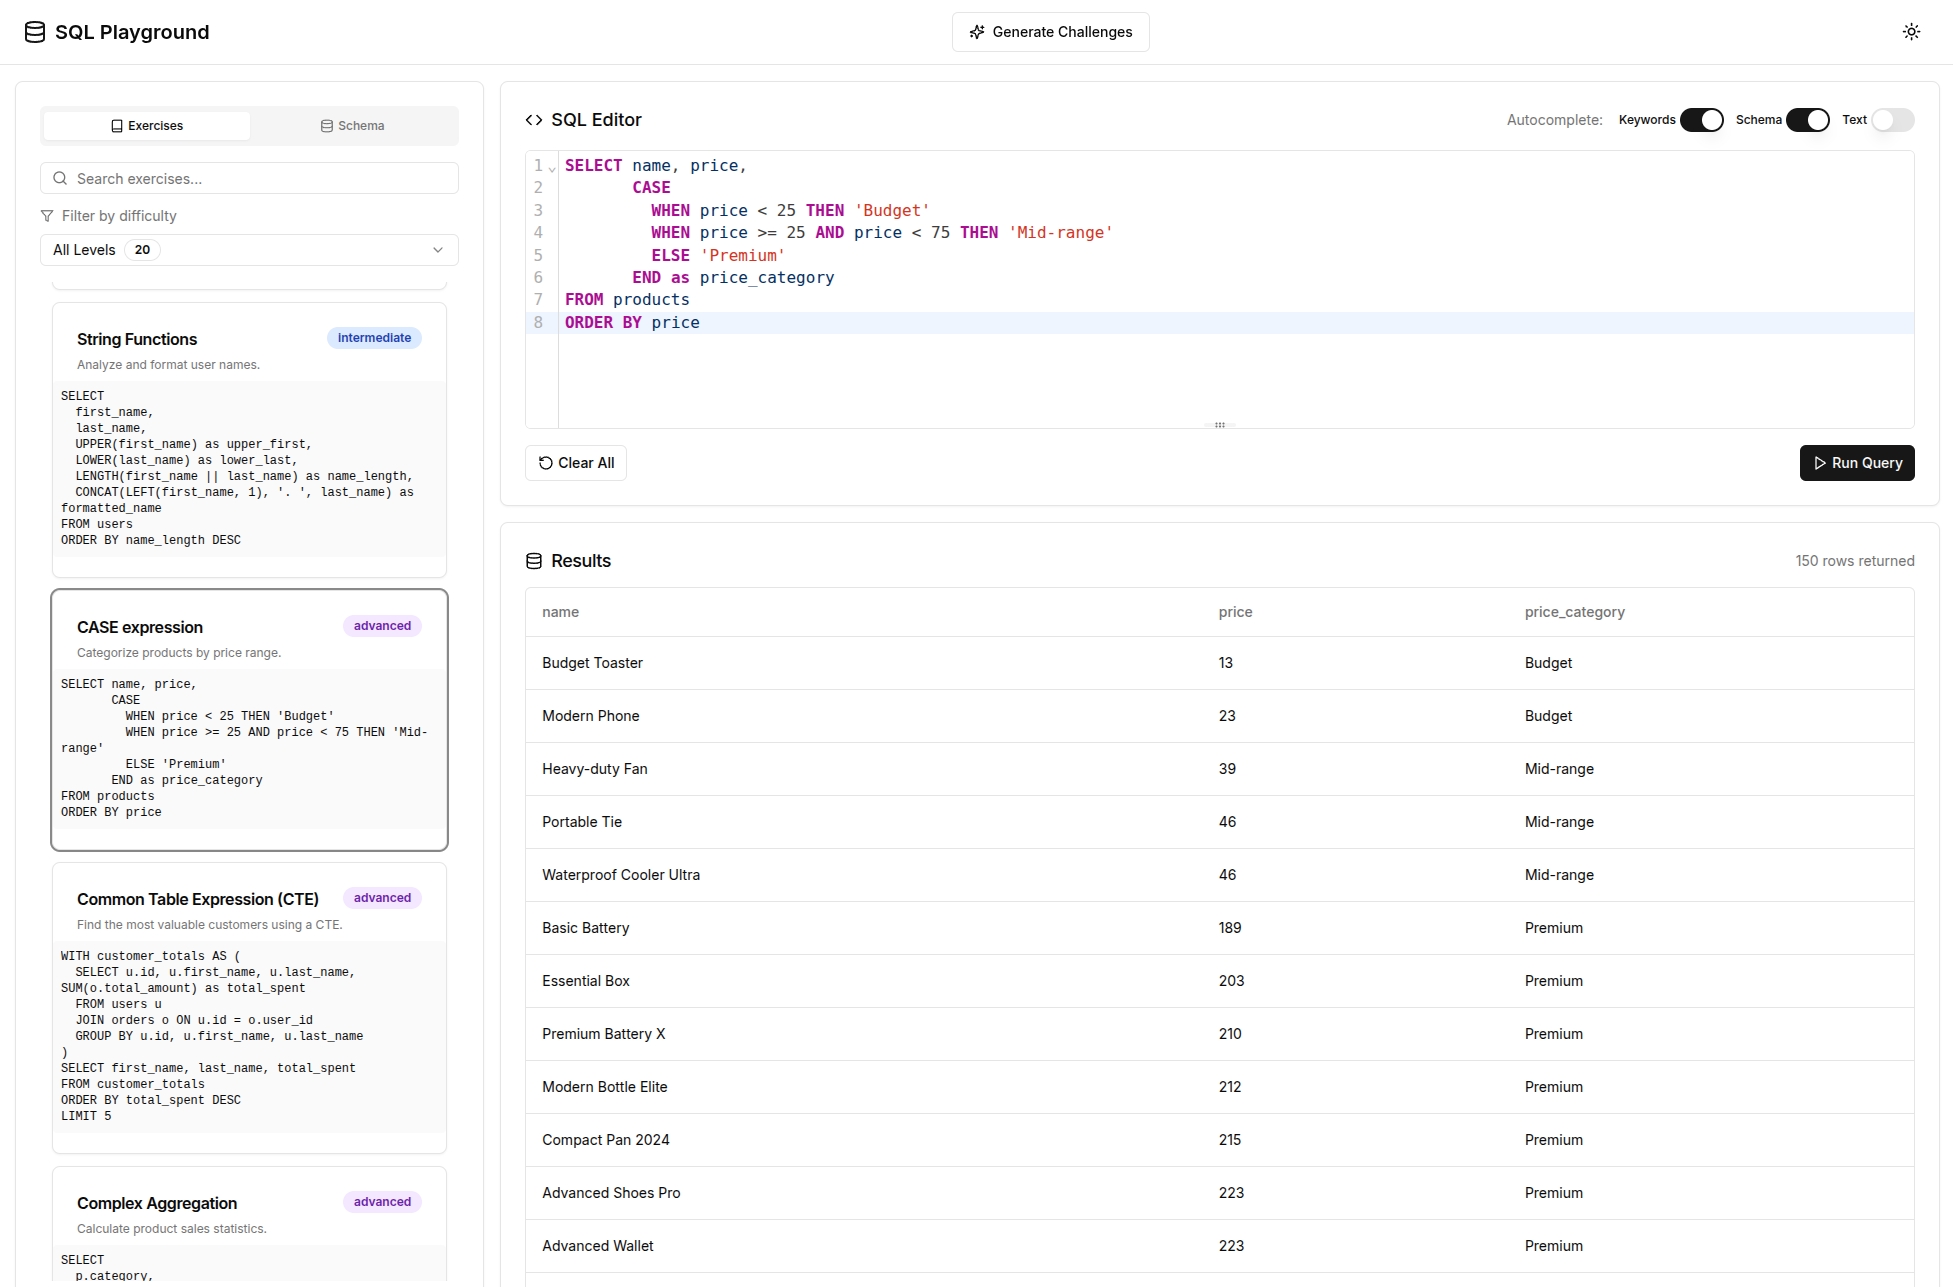 SQL Playground
Generate Challenges
Exercises
Schema
Search exercises...
Filter by difficulty
All Levels 20
String Functions intermediate
Analyze and format user names.
SELECT
  first_name,
  last_name,
  UPPER(first_name) as upper_first,
  LOWER(last_name) as lower_last,
  LENGTH(first_name || last_name) as name_length,
  CONCAT(LEFT(first_name, 1), '. ', last_name) as
formatted_name
FROM users
ORDER BY name_length DESC
CASE expression advanced
Categorize products by price range.
SELECT name, price,
       CASE
         WHEN price < 25 THEN 'Budget'
         WHEN price >= 25 AND price < 75 THEN 'Mid-
range'
         ELSE 'Premium'
       END as price_category
FROM products
ORDER BY price
Common Table Expression (CTE) advanced
Find the most valuable customers using a CTE.
WITH customer_totals AS (
  SELECT u.id, u.first_name, u.last_name,
SUM(o.total_amount) as total_spent
  FROM users u
  JOIN orders o ON u.id = o.user_id
  GROUP BY u.id, u.first_name, u.last_name
)
SELECT first_name, last_name, total_spent
FROM customer_totals
ORDER BY total_spent DESC
LIMIT 5
Complex Aggregation advanced
Calculate product sales statistics.
SELECT
  p.category,
SQL Editor
Autocomplete: Keywords Schema Text
1 SELECT name, price,
2        CASE
3          WHEN price < 25 THEN 'Budget'
4          WHEN price >= 25 AND price < 75 THEN 'Mid-range'
5          ELSE 'Premium'
6        END as price_category
7 FROM products
8 ORDER BY price
Clear All
Run Query
Results
150 rows returned
name price price_category
Budget Toaster 13 Budget
Modern Phone 23 Budget
Heavy-duty Fan 39 Mid-range
Portable Tie 46 Mid-range
Waterproof Cooler Ultra 46 Mid-range
Basic Battery 189 Premium
Essential Box 203 Premium
Premium Battery X 210 Premium
Modern Bottle Elite 212 Premium
Compact Pan 2024 215 Premium
Advanced Shoes Pro 223 Premium
Advanced Wallet 223 Premium